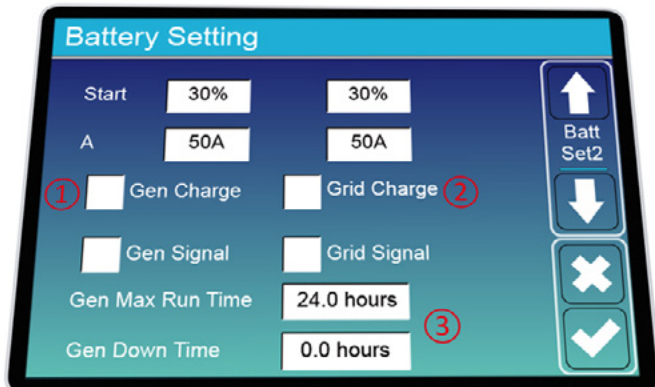 Battery Setting
Start 30% 30%
A 50A 50A
Batt
Set2
① Gen Charge Grid Charge ②
Gen Signal Grid Signal
Gen Max Run Time 24.0 hours
③
Gen Down Time 0.0 hours